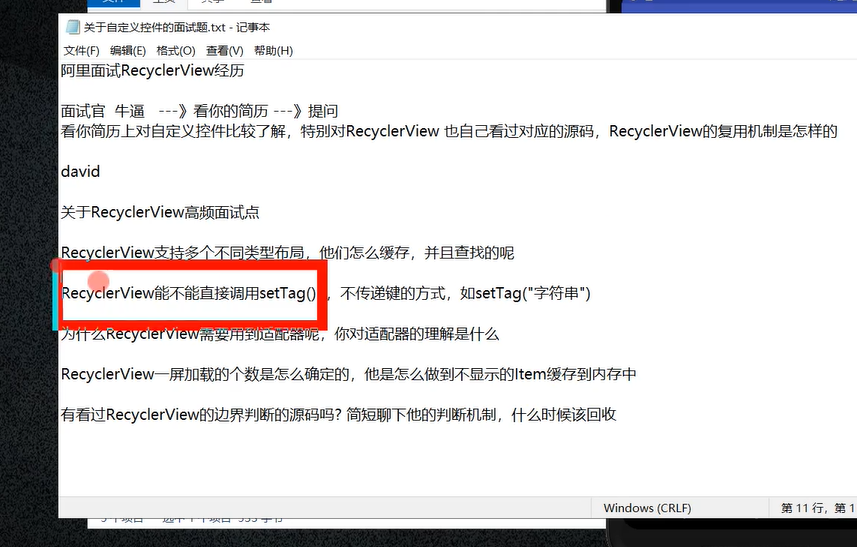 关于自定义控件的面试题.txt - 记事本
文件(F) 编辑(E) 格式(O) 查看(V) 帮助(H)
阿里面试RecyclerView经历
面试官 牛逼 ---》看你的简历 ---》提问
看你简历上对自定义控件比较了解，特别对RecyclerView 也自己看过对应的源码，RecyclerView的复用机制是怎样的
david
关于RecyclerView高频面试点
RecyclerView支持多个不同类型布局，他们怎么缓存，并且查找的呢
RecyclerView能不能直接调用setTag() ，不传递键的方式，如setTag("字符串")
为什么RecyclerView需要用到适配器呢，你对适配器的理解是什么
RecyclerView一屏加载的个数是怎么确定的，他是怎么做到不显示的Item缓存到内存中
有看过RecyclerView的边界判断的源码吗? 简短聊下他的判断机制，什么时候该回收
Windows (CRLF) 第 11 行，第 1